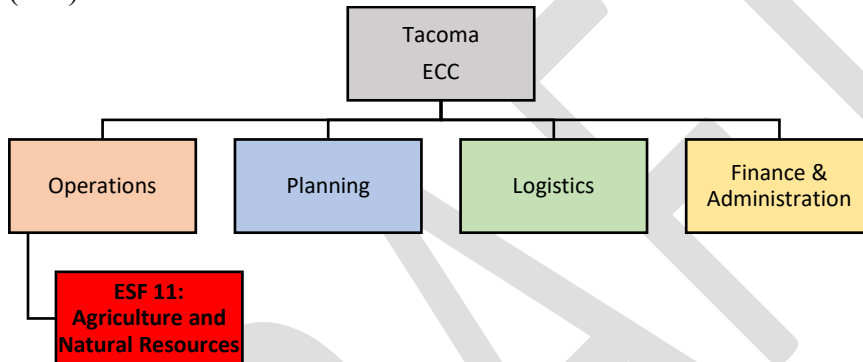 Tacoma
ECC
Operations
Planning
Logistics
Finance &
Administration
ESF 11:
Agriculture and
Natural Resources